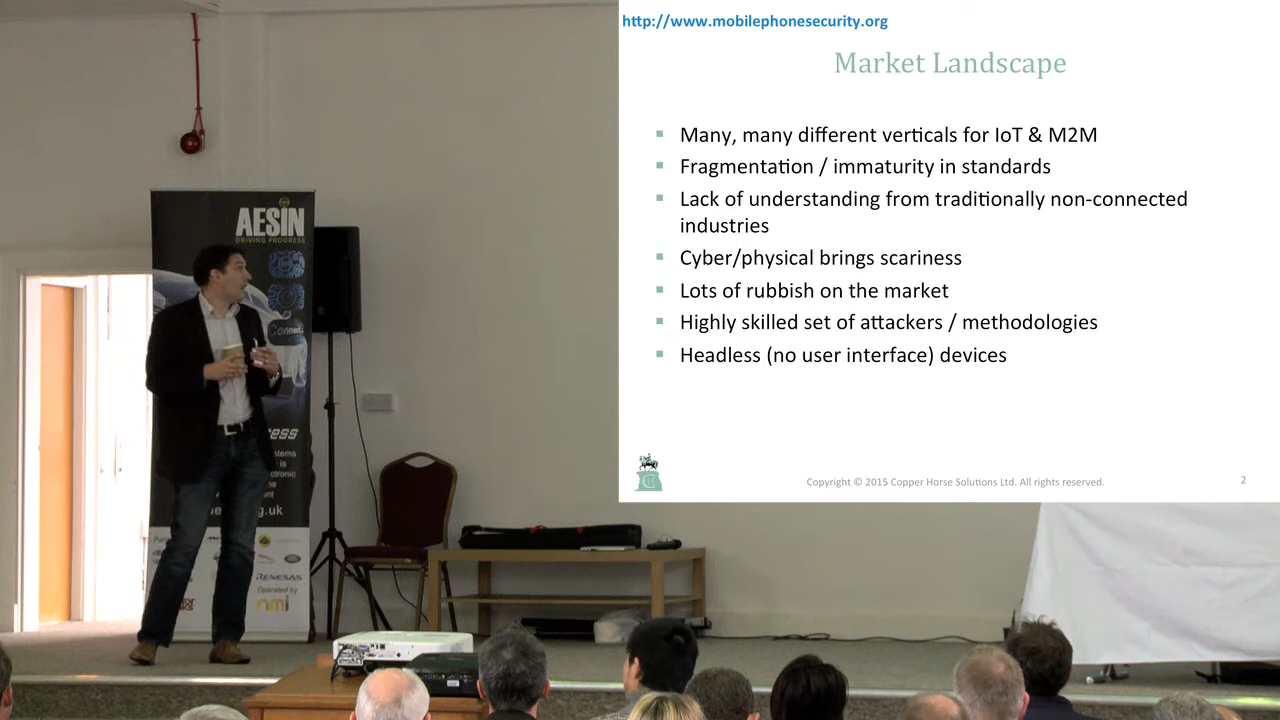 http://www.mobilephonesecurity.org
Market Landscape
Many, many different verticals for IoT & M2M
Fragmentation / immaturity in standards
Lack of understanding from traditionally non-connected
industries
Cyber/physical brings scariness
Lots of rubbish on the market
Highly skilled set of attackers / methodologies
Headless (no user interface) devices
Copyright © 2015 Copper Horse Solutions Ltd. All rights reserved.
2
AESIN
DRIVING PROGRESS
RENESAS
Operated by
nmi